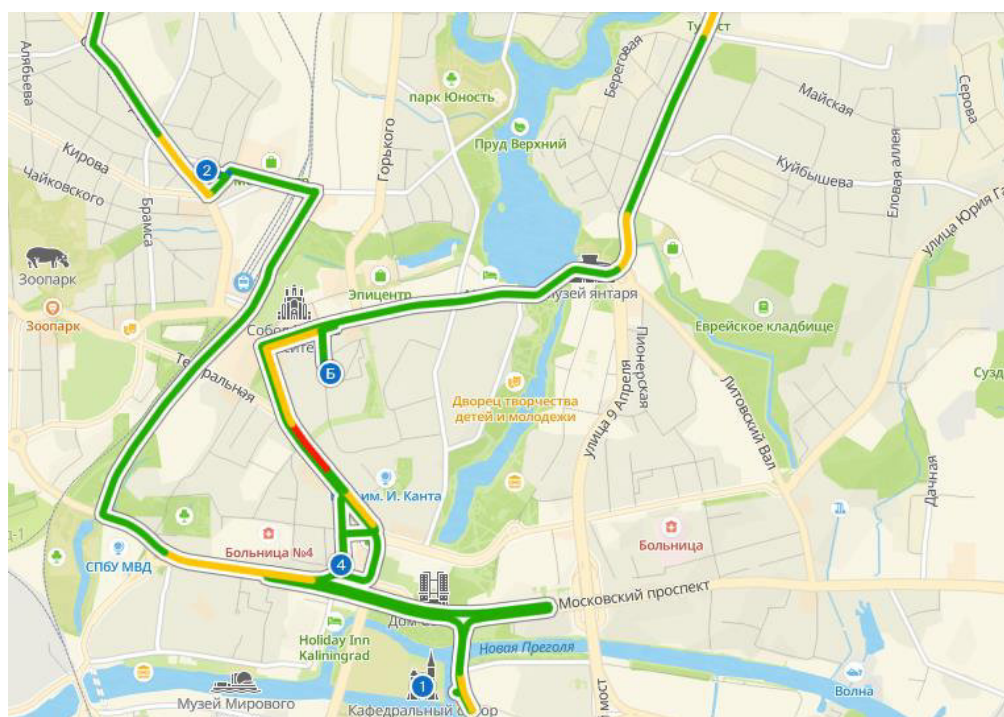 Алябьева
Кирова
Чайковского
Брамса
2
Горького
парк Юность
Пруд Верхний
Береговая
Майская
Серова
Куйбышева
Еловая аллея
улица Юрия
Зоопарк
Зоопарк
Эпицентр
музей янтаря
Еврейское кладбище
Театральная
Б
Дворец творчества
детей и молодежи
Пионерская
улица 9 Апреля
Литовский Вал
Дачная
им. И. Канта
Больница №4
СПбУ МВД
4
Больница
Московский проспект
Holiday Inn
Kaliningrad
Новая Преголя
1
Музей Мирового
Кафедральный собор
мост
Волна